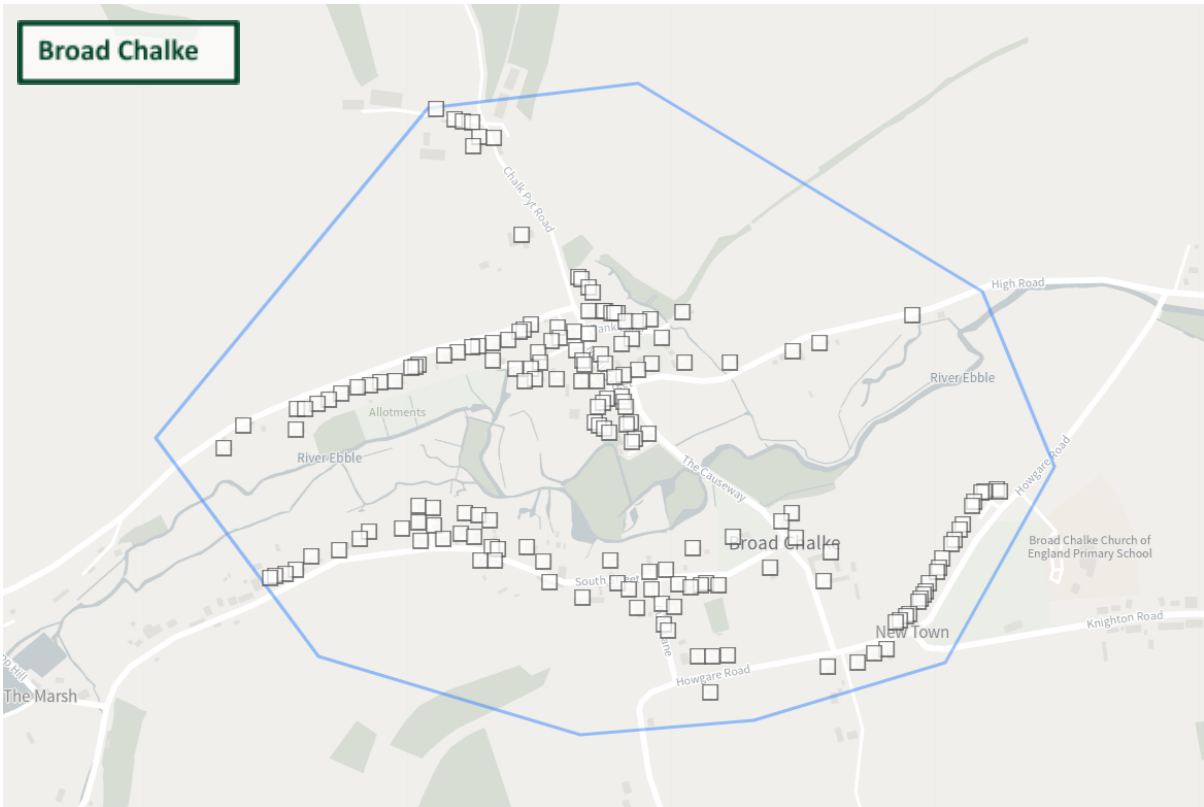 Broad Chalke
Chalk Pyt Road
High Road
River Ebble
Allotments
River Ebble
The Causeway
Howgare Road
Broad Chalke
Broad Chalke Church of
England Primary School
South Street
New Town
Knighton Road
Howgare Road
The Marsh